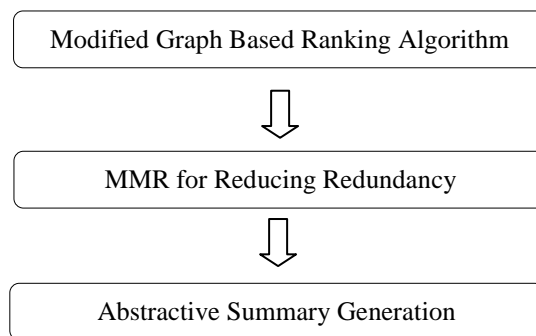 Modified Graph Based Ranking Algorithm
MMR for Reducing Redundancy
Abstractive Summary Generation